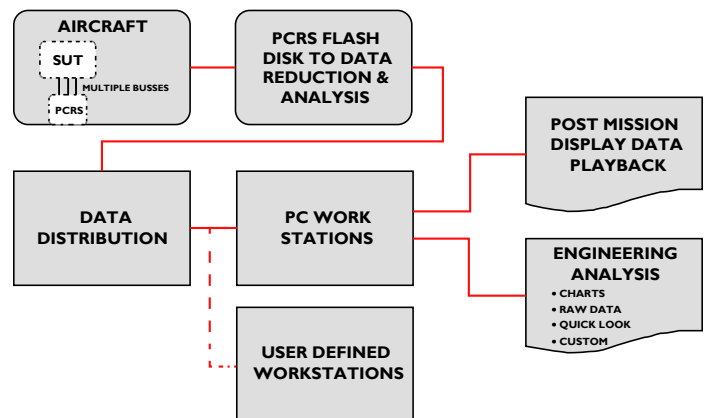 AIRCRAFT
SUT
MULTIPLE BUSSES
PCRS
PCRS FLASH
DISK TO DATA
REDUCTION &
ANALYSIS
POST MISSION
DISPLAY DATA
PLAYBACK
DATA
DISTRIBUTION
PC WORK
STATIONS
ENGINEERING
ANALYSIS
• CHARTS
• RAW DATA
• QUICK LOOK
• CUSTOM
USER DEFINED
WORKSTATIONS